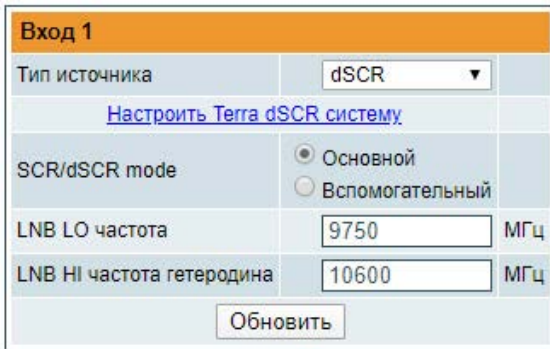 Вход 1
Тип источника dSCR
Настроить Terra dSCR систему
SCR/dSCR mode Основной
Вспомогательный
LNB LO частота 9750 МГц
LNB HI частота гетеродина 10600 МГц
Обновить